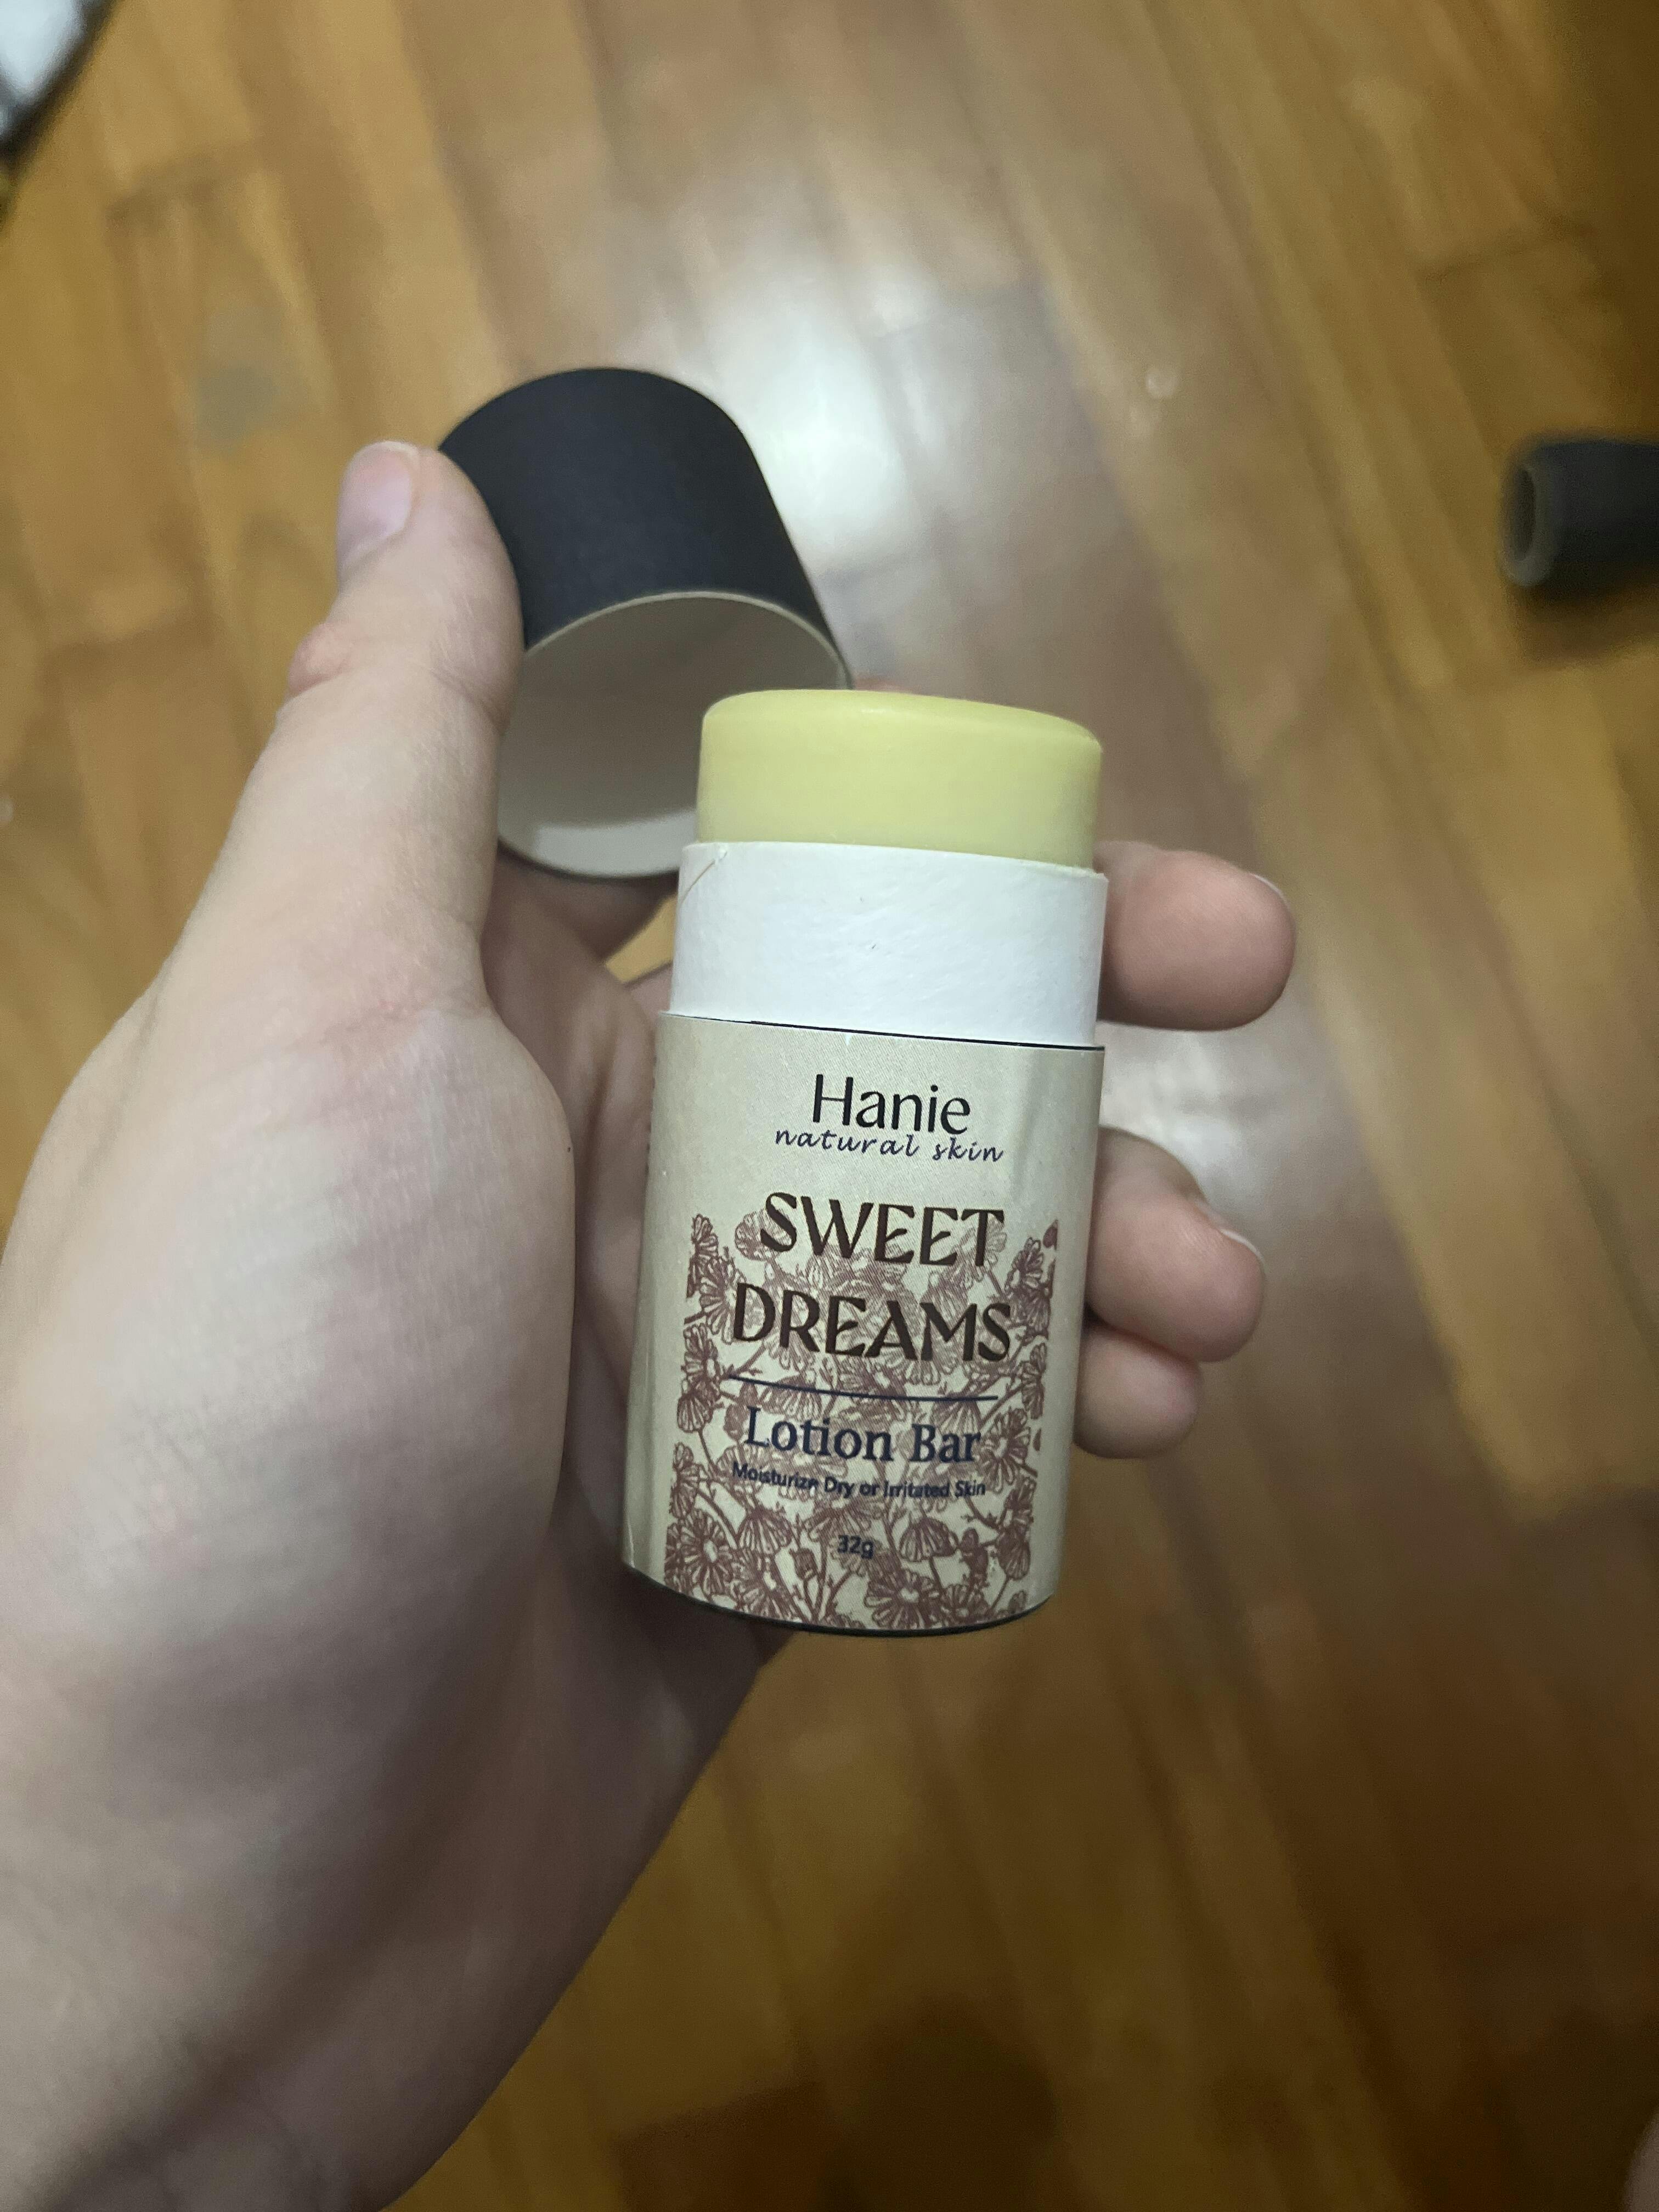 Hanie
natural skin
SWEET
DREAMS
Lotion Bar
Moisturize Dry or Irritated Skin
32g